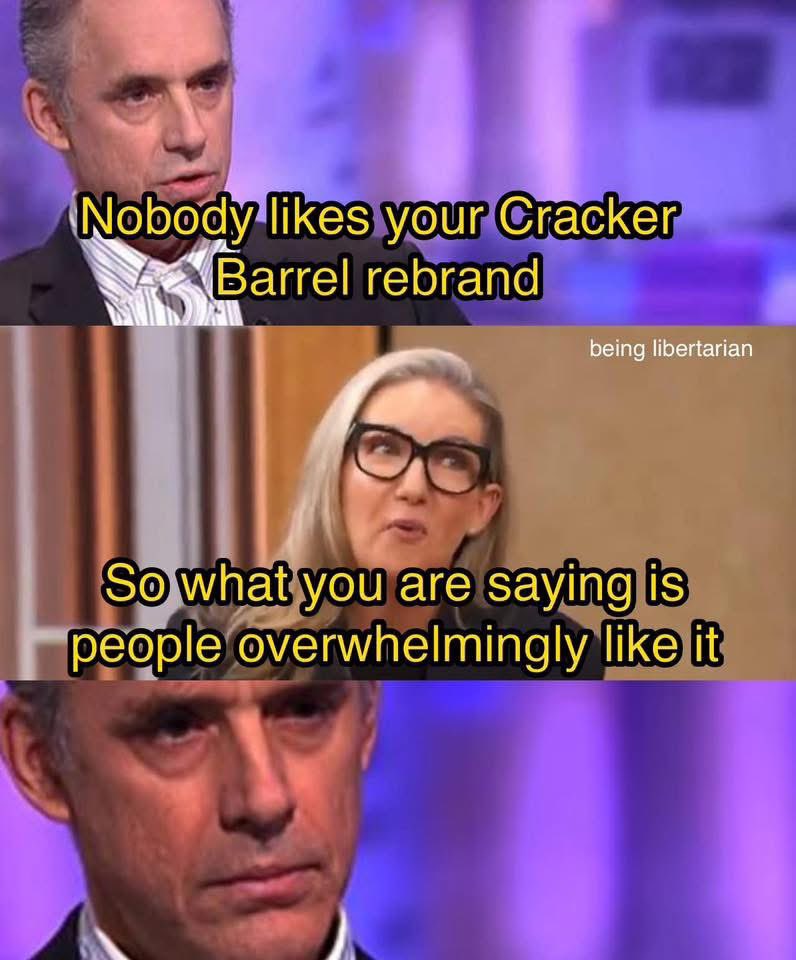 Nobody likes your Cracker
Barrel rebrand
being libertarian
So what you are saying is
people overwhelmingly like it